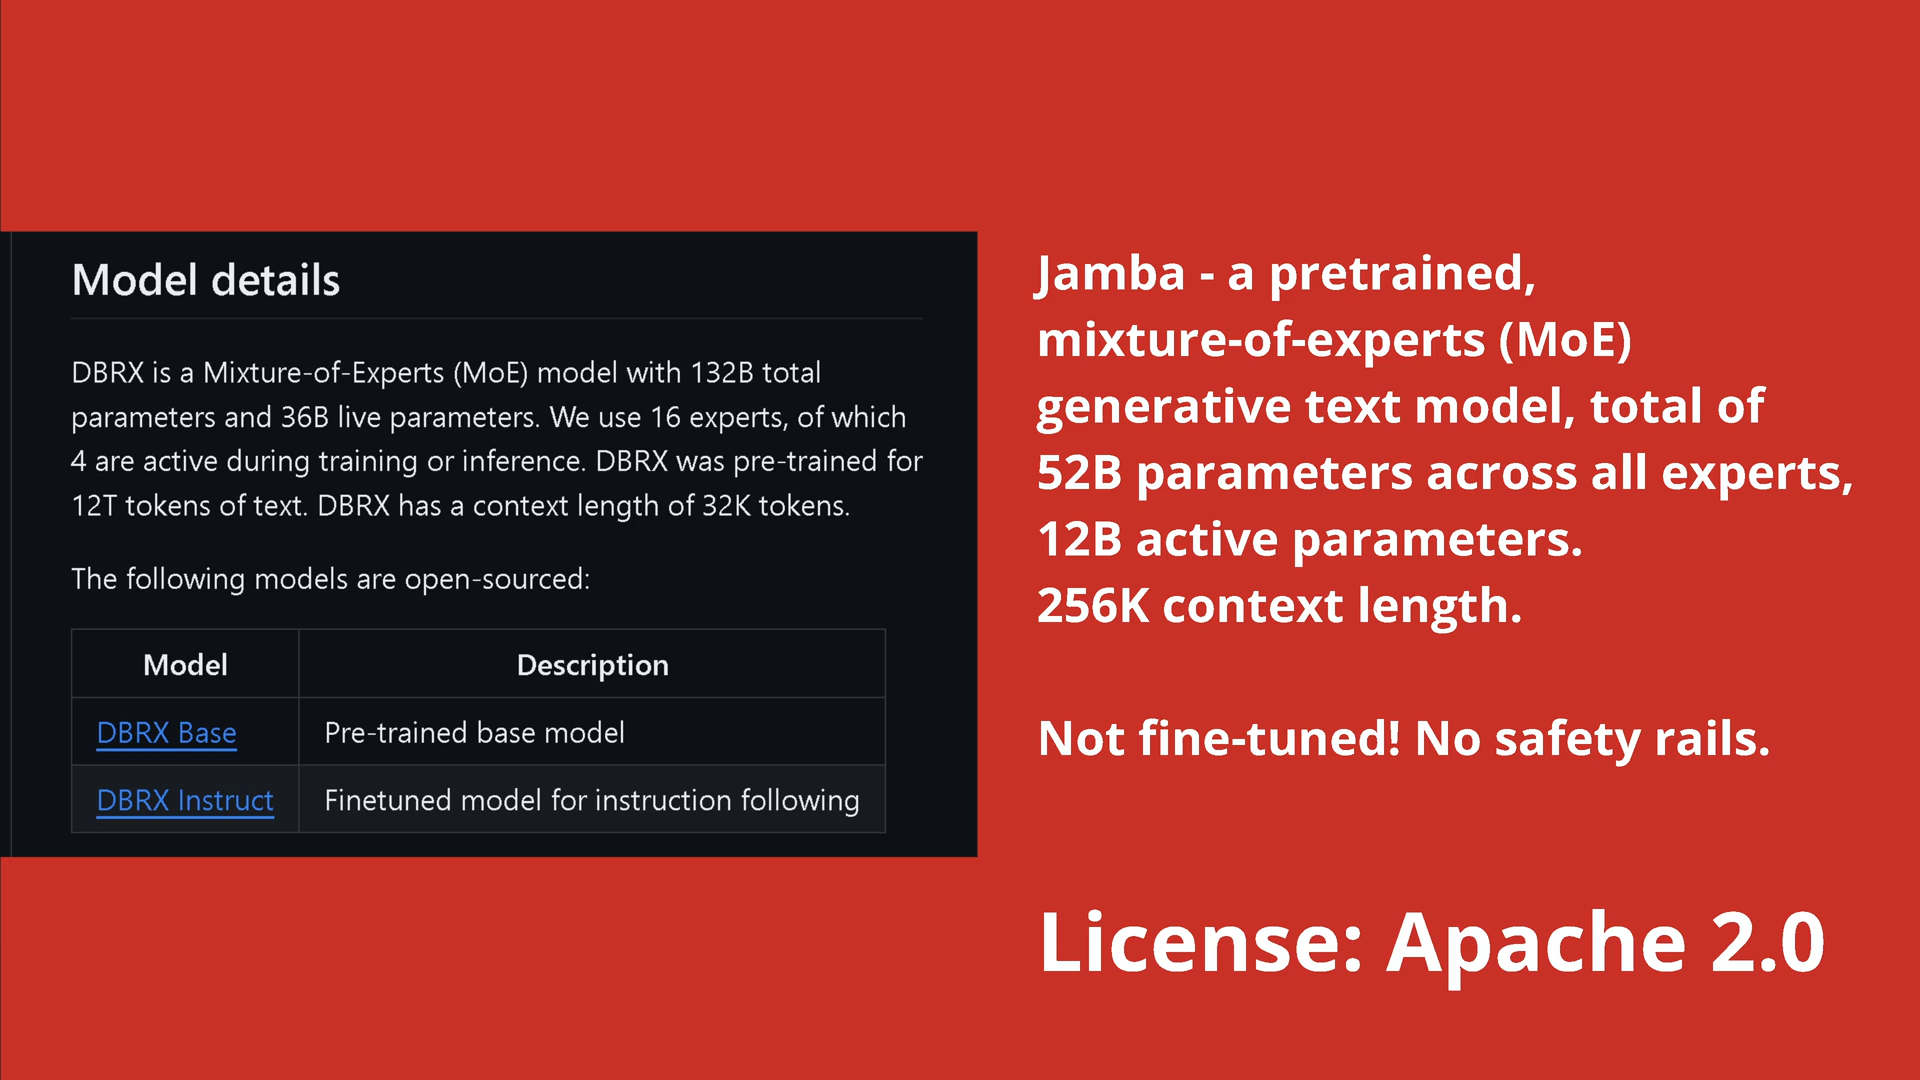 Model details
DBRX is a Mixture-of-Experts (MoE) model with 132B total
parameters and 36B live parameters. We use 16 experts, of which
4 are active during training or inference. DBRX was pre-trained for
12T tokens of text. DBRX has a context length of 32K tokens.
The following models are open-sourced:
Model Description
DBRX Base Pre-trained base model
DBRX Instruct Finetuned model for instruction following
Jamba - a pretrained,
mixture-of-experts (MoE)
generative text model, total of
52B parameters across all experts,
12B active parameters.
256K context length.
Not fine-tuned! No safety rails.
License: Apache 2.0